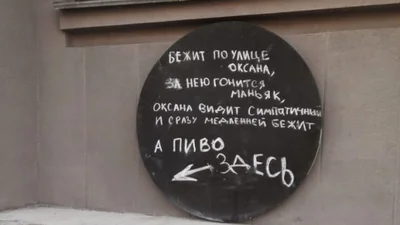 БЕЖИТ ПО УЛИЦЕ
ОКСАНА,
ЗА НЕЮ ГОНИТСЯ
МАНЬЯК,
ОКСАНА ВИДИТ СИМПАТИЧНЫЙ
И СРАЗУ МЕДЛЕННЕЙ БЕЖИТ
А ПИВО
ЗДЕСЬ